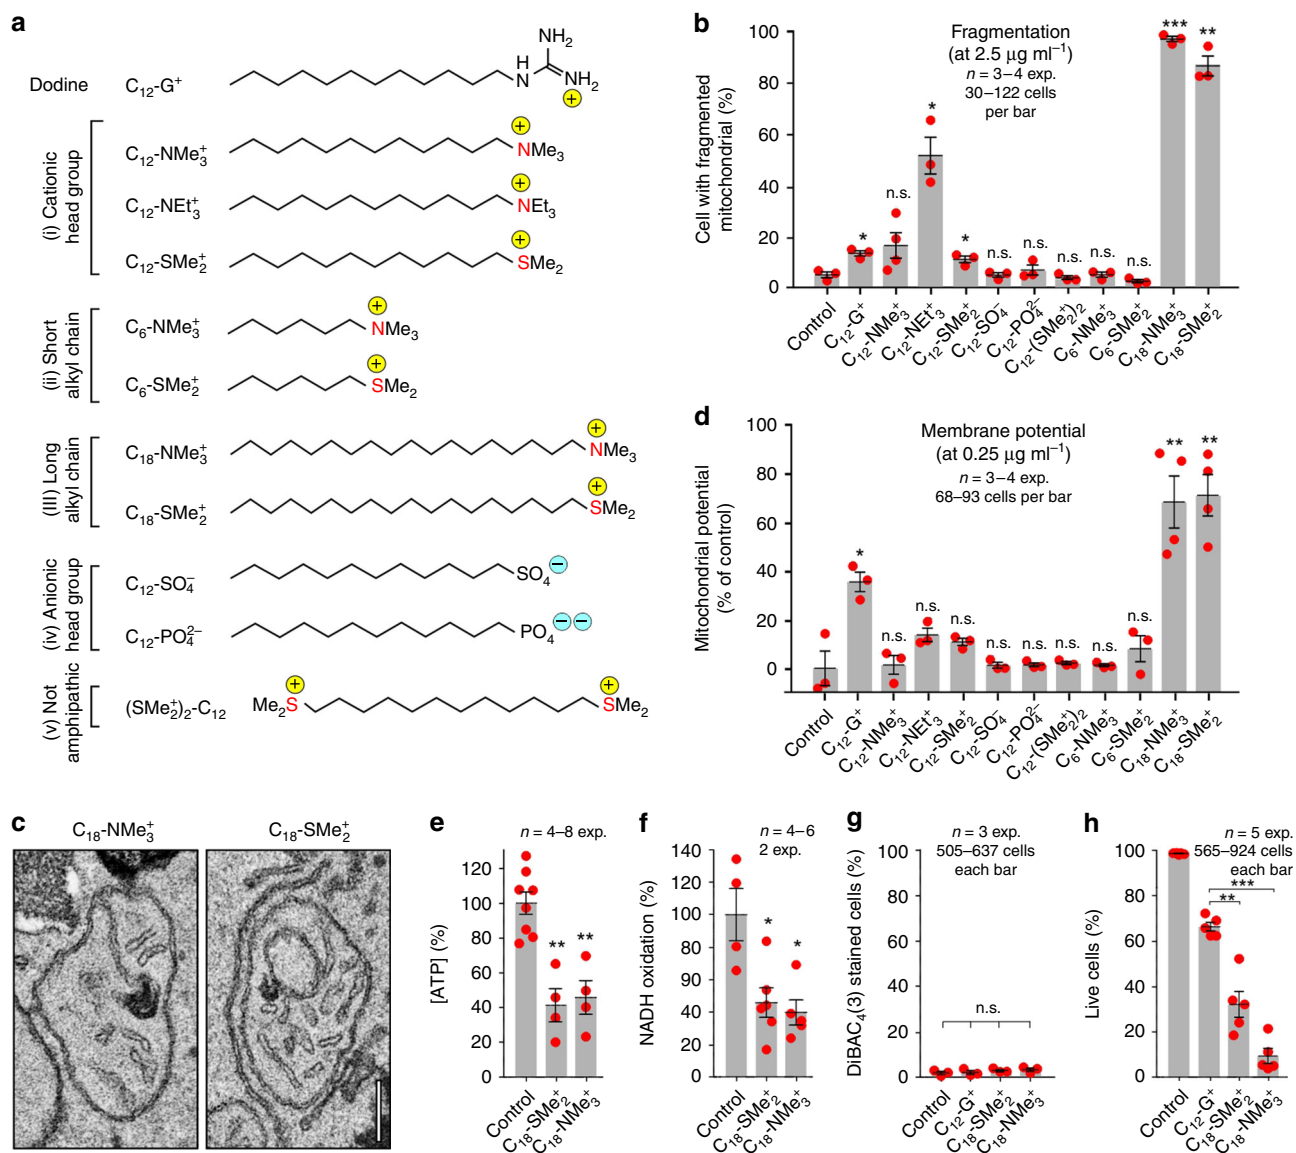 a
Dodine
C12-G+
NH2
H
N
NH2
+
(i) Cationic
head group
C12-NMe3+
+
NMe3
C12-NEt3+
+
NEt3
C12-SMe2+
+
SMe2
(ii) Short
alkyl chain
C6-NMe3+
+
NMe3
C6-SMe2+
+
SMe2
(III) Long
alkyl chain
C18-NMe3+
+
NMe3
C18-SMe2+
+
SMe2
(iv) Anionic
head group
C12-SO4−
SO4 −
C12-PO42−
PO4 − −
(v) Not
amphipathic
(SMe2+)2-C12
+
Me2S
+
SMe2
b
Fragmentation
(at 2.5 μg ml−1)
n = 3–4 exp.
30–122 cells
per bar
Cell with fragmented
mitochondrial (%)
100
80
60
40
20
0
* n.s. * * n.s. n.s. n.s. n.s. *** **
Control
C12-G+
C12-NMe3+
C12-NEt3+
C12-SMe2+
C12-SO4−
C12-PO42−
C12-(SMe2+)2
C6-NMe3+
C6-SMe2+
C18-NMe3+
C18-SMe2+
d
Membrane potential
(at 0.25 μg ml−1)
n = 3–4 exp.
68–93 cells per bar
Mitochondrial potential
(% of control)
100
80
60
40
20
0
* n.s. n.s. n.s. n.s. n.s. n.s. n.s. n.s. ** **
Control
C12-G+
C12-NMe3+
C12-NEt3+
C12-SMe2+
C12-SO4−
C12-PO42−
C12-(SMe2+)2
C6-NMe3+
C6-SMe2+
C18-NMe3+
C18-SMe2+
c
C18-NMe3+
C18-SMe2+
e
n = 4–8 exp.
[ATP] (%)
120
100
80
60
40
20
0
** **
Control
C18-SMe2+
C18-NMe3+
f
n = 4–6
2 exp.
NADH oxidation (%)
140
120
100
60
40
20
0
* *
Control
C18-SMe2+
C18-NMe3+
g
n = 3 exp.
505–637 cells
each bar
DiBAC4(3) stained cells (%)
100
80
60
40
20
0
n.s.
Control
C12-G+
C18-SMe2+
C18-NMe3+
h
n = 5 exp.
565–924 cells
each bar
Live cells (%)
100
80
60
40
20
0
***
**
Control
C12-G+
C18-SMe2+
C18-NMe3+